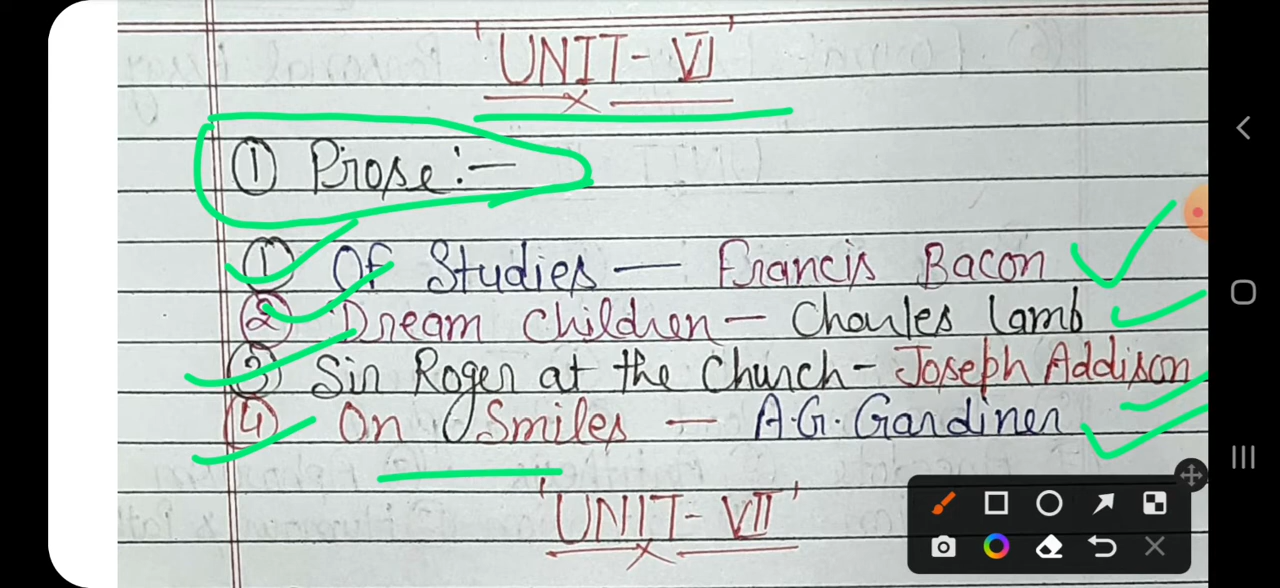 'UNIT- VI'
① Prose:-
① Of Studies — Francis Bacon
② Dream Children - Charles lamb
③ Sir Roger at the Church - Joseph Addison
④ On Smiles — A.G. Gardiner
'UNIT- VII'